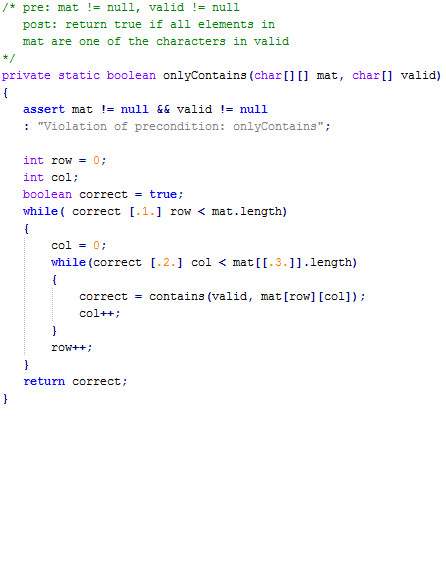 /* pre: mat != null, valid != null
post: return true if all elements in
mat are one of the characters in valid
*/
private static boolean onlyContains(char[][] mat, char[] valid)
{
assert mat != null && valid != null
: "Violation of precondition: onlyContains";
int row = 0;
int col;
boolean correct = true;
while( correct [.1.] row < mat.length)
{
col = 0;
while(correct [.2.] col < mat[[.3.]].length)
{
correct = contains(valid, mat[row][col]);
col++;
}
row++;
}
return correct;
}